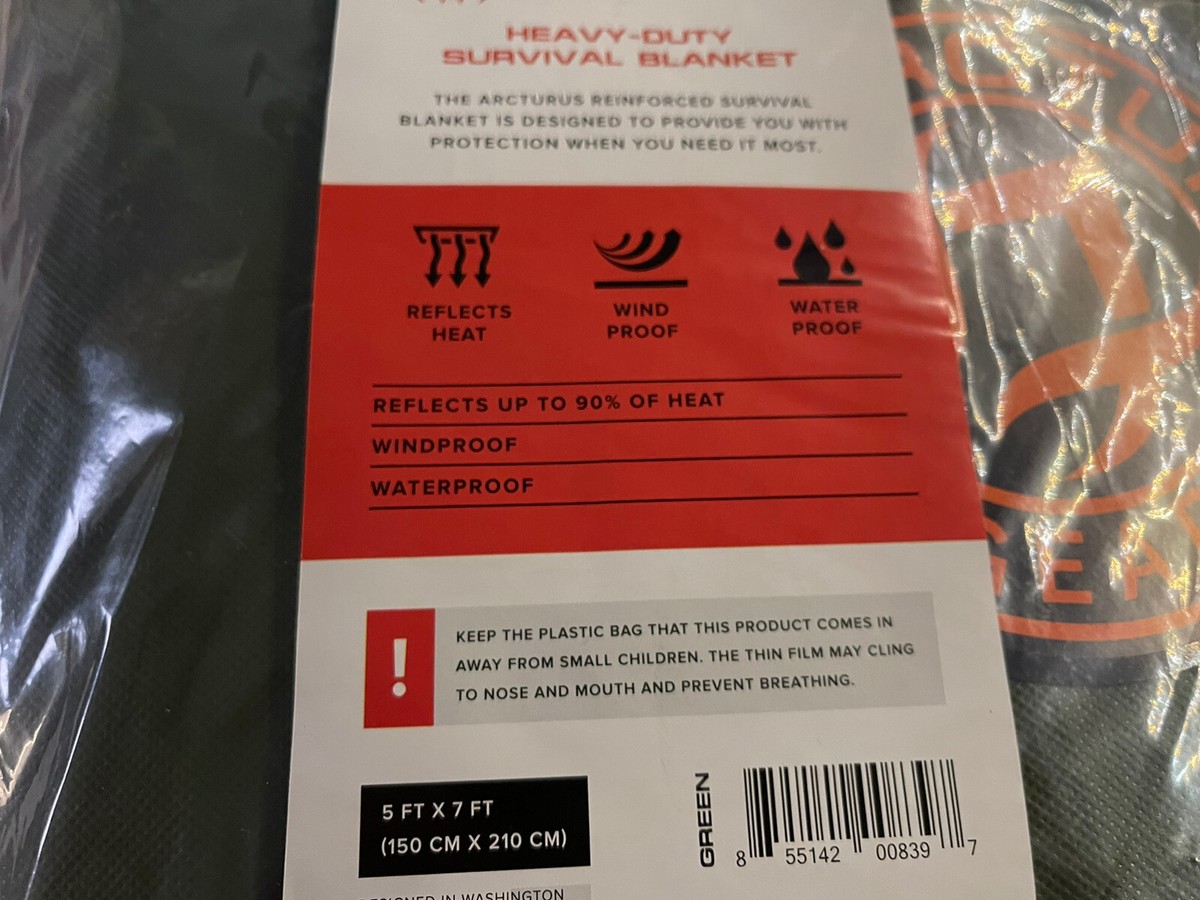 HEAVY-DUTY
SURVIVAL BLANKET
THE ARCTURUS REINFORCED SURVIVAL
BLANKET IS DESIGNED TO PROVIDE YOU WITH
PROTECTION WHEN YOU NEED IT MOST.
REFLECTS
HEAT
WIND
PROOF
WATER
PROOF
REFLECTS UP TO 90% OF HEAT
WINDPROOF
WATERPROOF
!
KEEP THE PLASTIC BAG THAT THIS PRODUCT COMES IN
AWAY FROM SMALL CHILDREN. THE THIN FILM MAY CLING
TO NOSE AND MOUTH AND PREVENT BREATHING.
5 FT X 7 FT
(150 CM X 210 CM)
GREEN
8 55142 00839 7
DESIGNED IN WASHINGTON